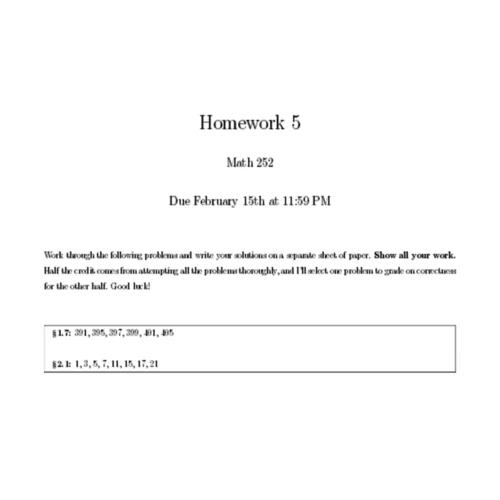 Homework 5
Math 252
Due February 15th at 11:59 PM
Work through the following problems and write your solutions on a separate sheet of paper. Show all your work.
Half the credit comes from attempting all the problems thoroughly, and I'll select one problem to grade on correctness
for the other half. Good luck!
§1.7: 391, 395, 397, 399, 401, 405
§2.1: 1, 3, 5, 7, 11, 15, 17, 21